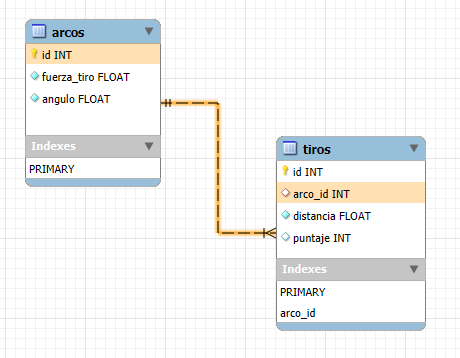 arcos
id INT
fuerza_tiro FLOAT
angulo FLOAT
Indexes
PRIMARY
tiros
id INT
arco_id INT
distancia FLOAT
puntaje INT
Indexes
PRIMARY
arco_id